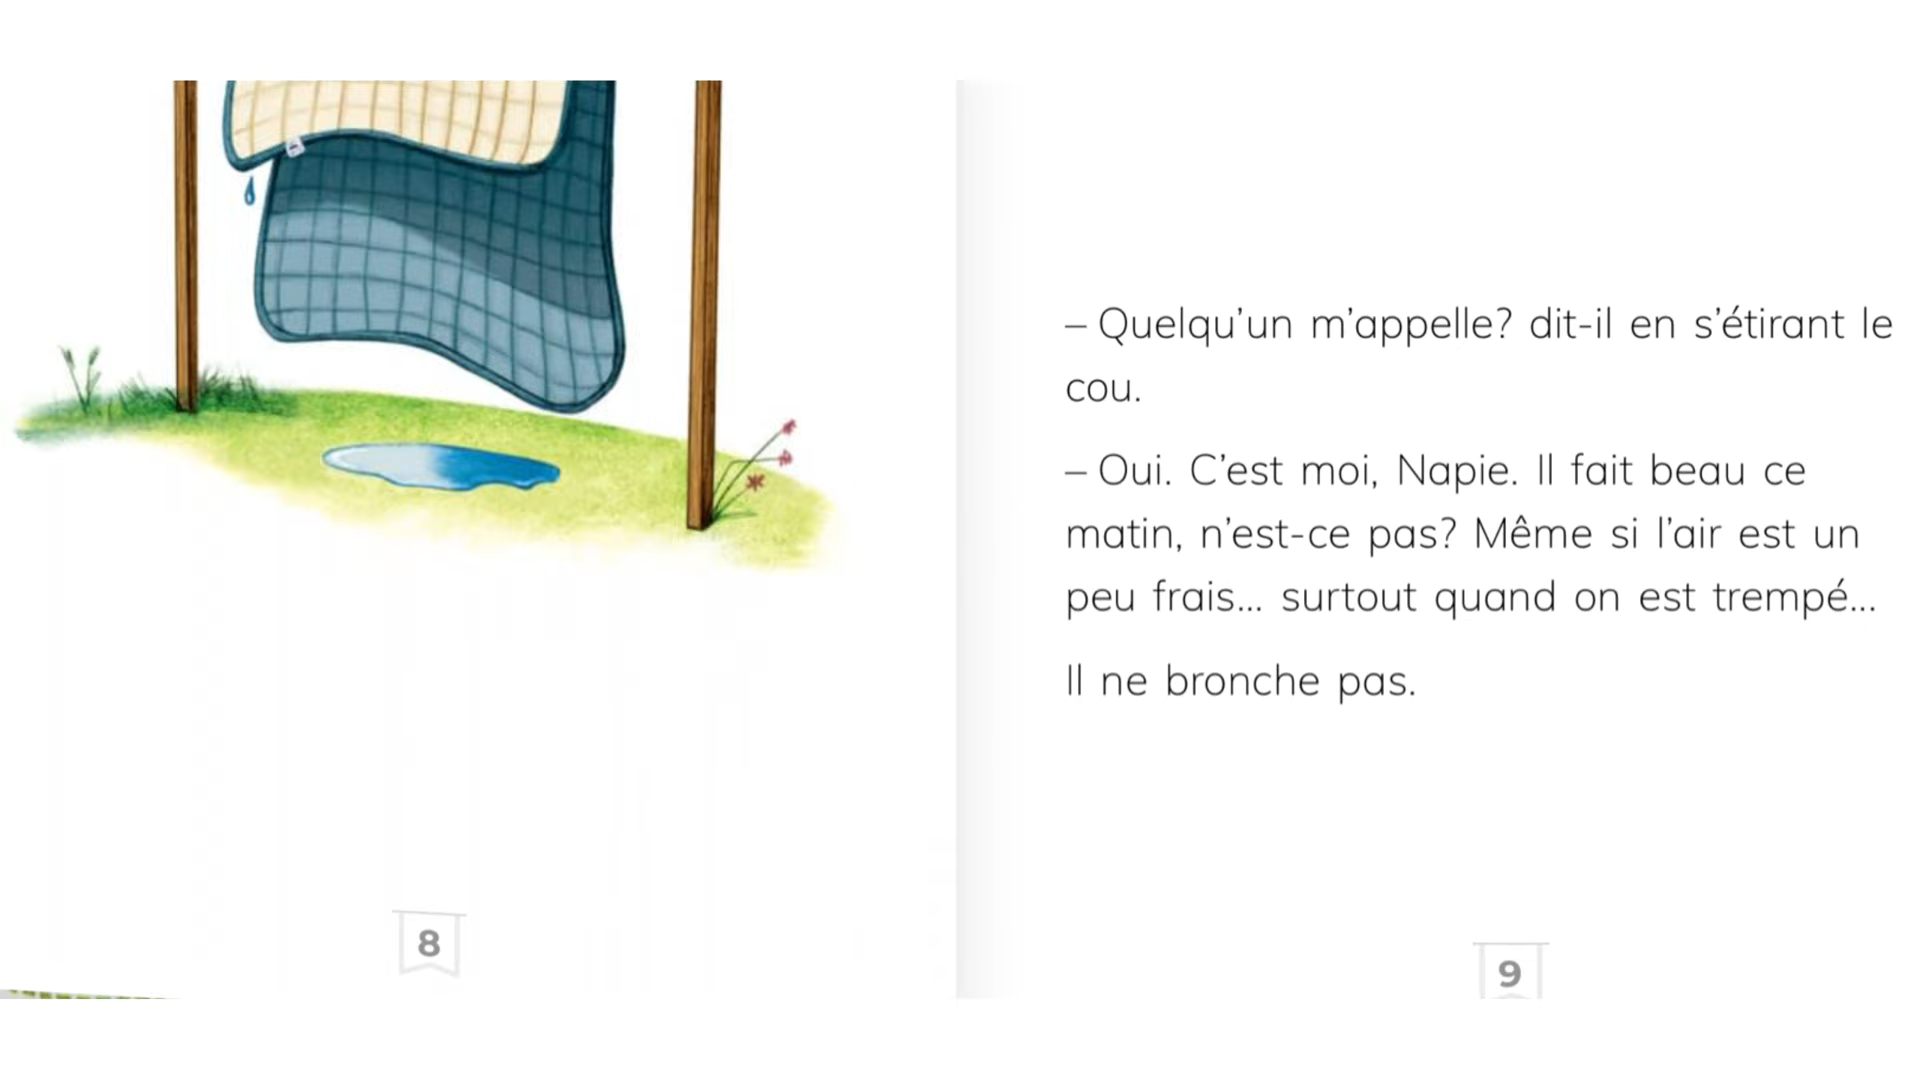 – Quelqu’un m’appelle? dit-il en s’étirant le
cou.
– Oui. C’est moi, Napie. Il fait beau ce
matin, n’est-ce pas? Même si l’air est un
peu frais... surtout quand on est trempé...
Il ne bronche pas.
8
9